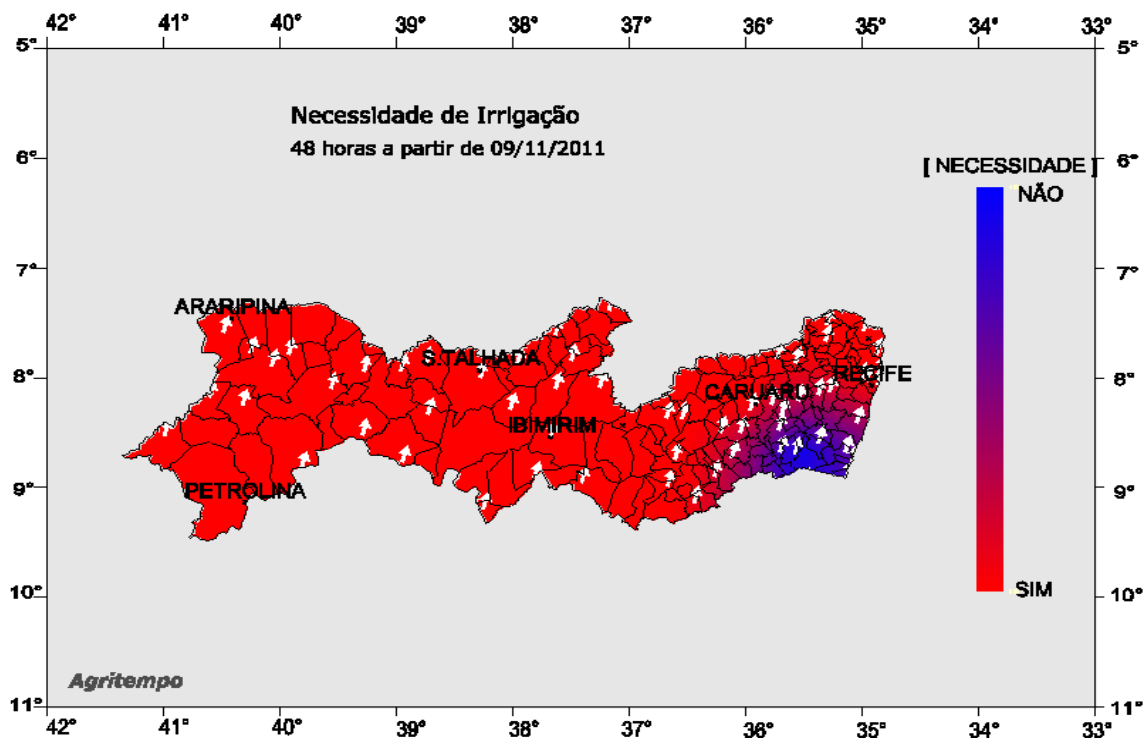 42° 41° 40° 39° 38° 37° 36° 35° 34° 33°
5° 5°
Necessidade de Irrigação
48 horas a partir de 09/11/2011
6° 6°
[ NECESSIDADE ]
NÃO
7° 7°
ARARIPINA
S.TALHADA
8° RECIFE 8°
CARUARU
IBIMIRIM
9° PETROLINA 9°
10° SIM 10°
Agritempo
11° 11°
42° 41° 40° 39° 38° 37° 36° 35° 34° 33°